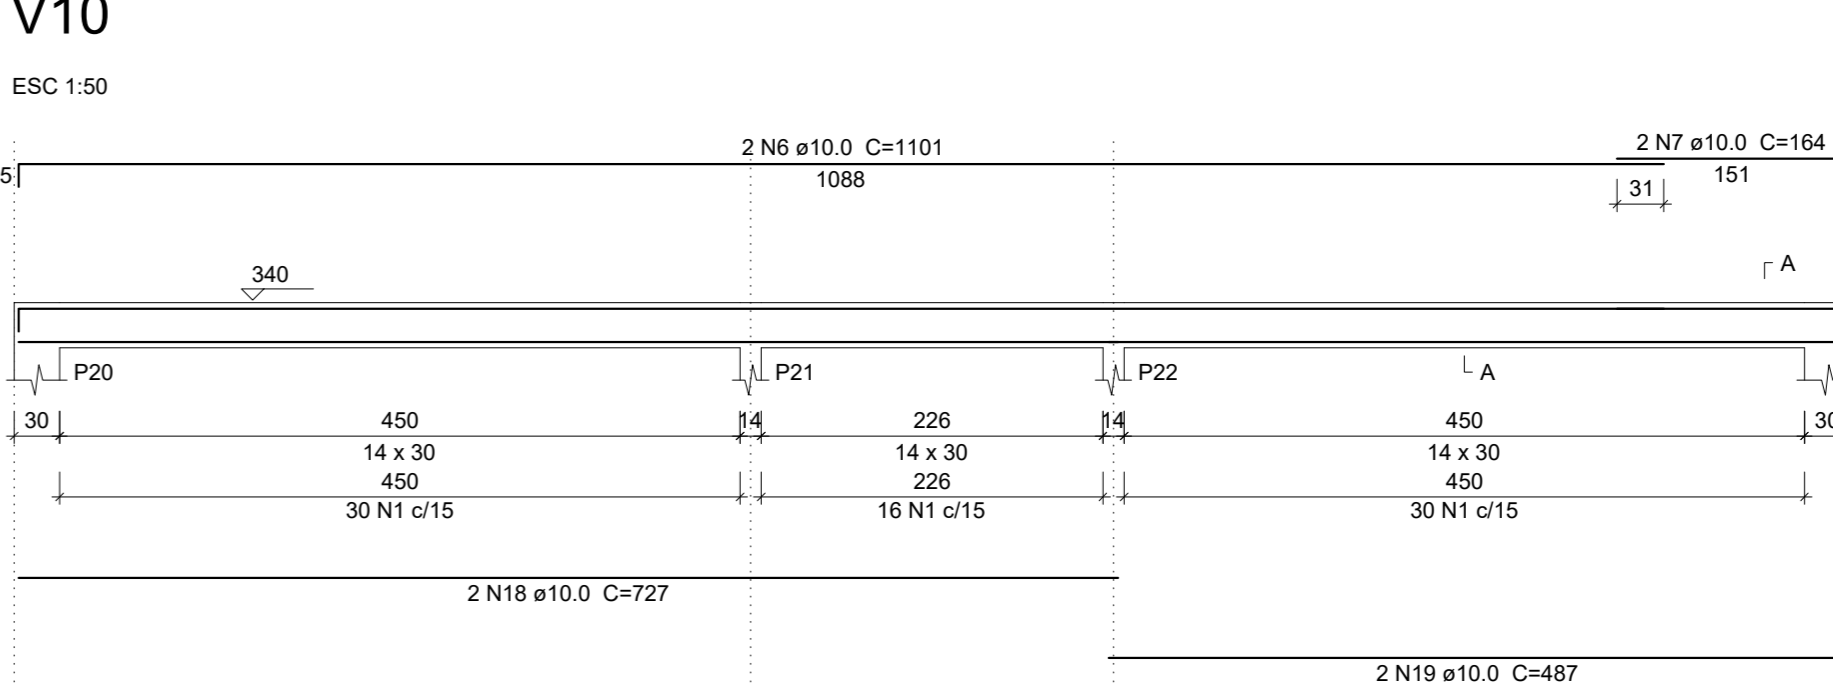 V10
ESC 1:50
2 N6 ø10.0 C=1101
2 N7 ø10.0 C=164
5
1088
151
31
A
340
P20
P21
P22
A
30
450
14
226
14
450
30
14 x 30
14 x 30
14 x 30
450
226
450
30 N1 c/15
16 N1 c/15
30 N1 c/15
2 N18 ø10.0 C=727
2 N19 ø10.0 C=487